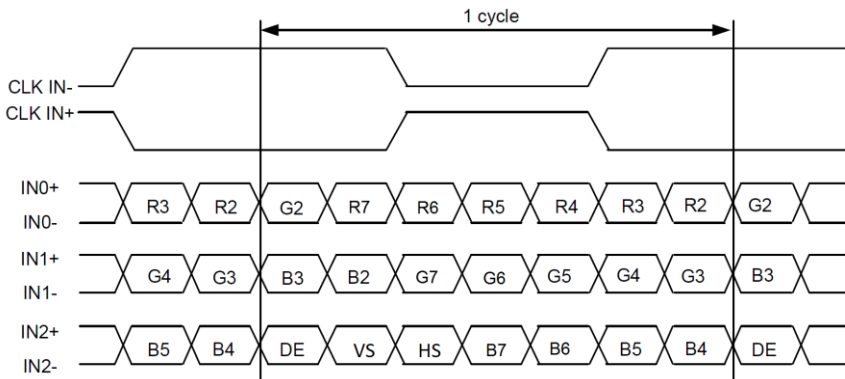 1 cycle
CLK IN-
CLK IN+
IN0+
R3 R2 G2 R7 R6 R5 R4 R3 R2 G2
IN0-
IN1+
G4 G3 B3 B2 G7 G6 G5 G4 G3 B3
IN1-
IN2+
B5 B4 DE VS HS B7 B6 B5 B4 DE
IN2-